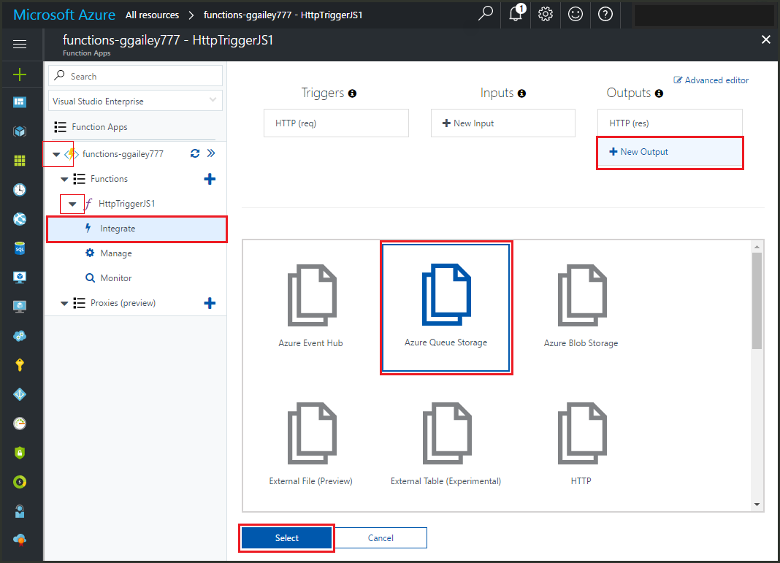 Microsoft Azure All resources > functions-ggailey777 - HttpTriggerJS1
1
functions-ggailey777 - HttpTriggerJS1
Function Apps
Search
Visual Studio Enterprise
Function Apps
functions-ggailey777
Functions
HttpTriggerJS1
Integrate
Manage
Monitor
Proxies (preview)
Advanced editor
Triggers
Inputs
Outputs
HTTP (req)
New Input
HTTP (res)
New Output
Azure Event Hub
Azure Queue Storage
Azure Blob Storage
External File (Preview)
External Table (Experimental)
HTTP
Select
Cancel